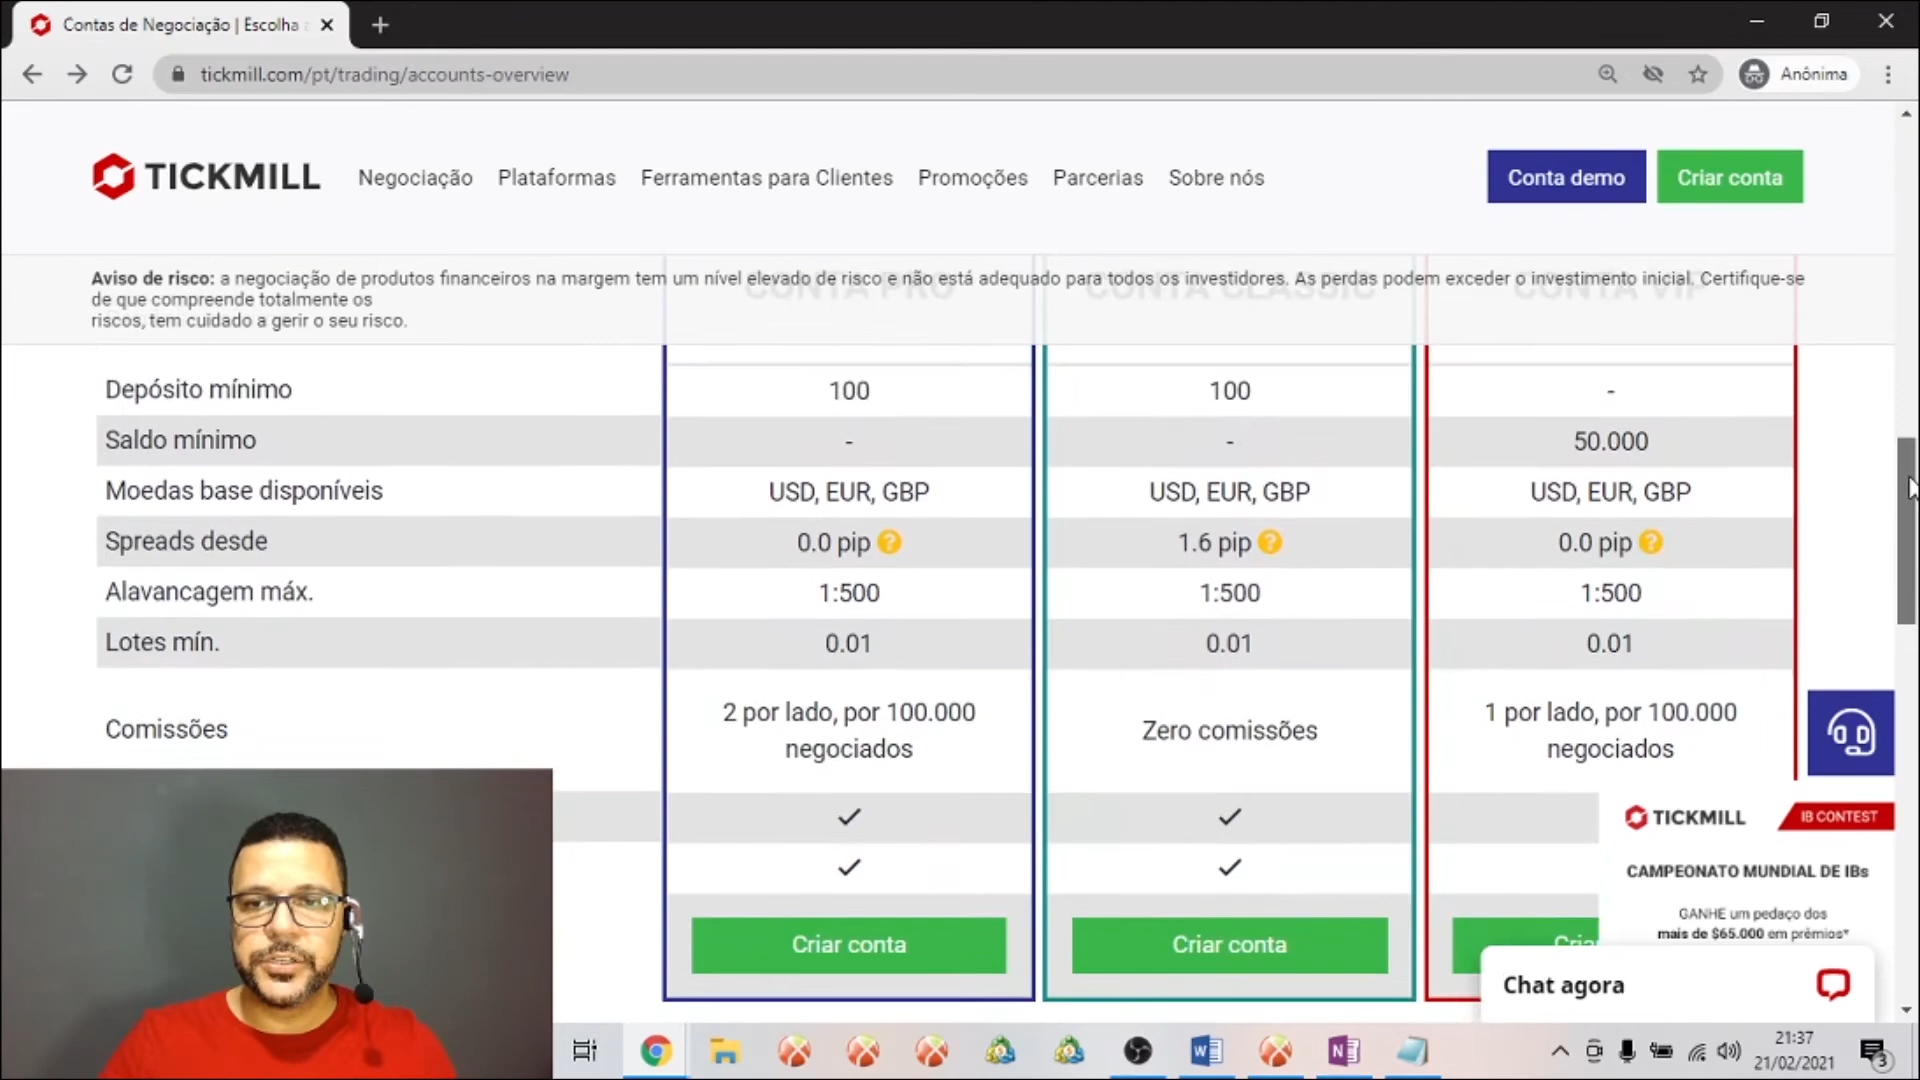 Contas de Negociação | Escolha
tickmill.com/pt/trading/accounts-overview
Anônima
TICKMILL
Negociação
Plataformas
Ferramentas para Clientes
Promoções
Parcerias
Sobre nós
Conta demo
Criar conta
CONTA PRO
CONTA CLASSIC
CONTA VIP
Aviso de risco: a negociação de produtos financeiros na margem tem um nível elevado de risco e não está adequado para todos os investidores. As perdas podem exceder o investimento inicial. Certifique-se
de que compreende totalmente os
riscos, tem cuidado a gerir o seu risco.
Depósito mínimo
100
100
-
Saldo mínimo
-
-
50.000
Moedas base disponíveis
USD, EUR, GBP
USD, EUR, GBP
USD, EUR, GBP
Spreads desde
0.0 pip ?
1.6 pip ?
0.0 pip ?
Alavancagem máx.
1:500
1:500
1:500
Lotes mín.
0.01
0.01
0.01
Comissões
2 por lado, por 100.000
negociados
Zero comissões
1 por lado, por 100.000
negociados
TICKMILL
IB CONTEST
CAMPEONATO MUNDIAL DE IBs
GANHE um pedaço dos
mais de $65.000 em prêmios*
Criar conta
Criar conta
Chat agora
21:37
21/02/2021
3